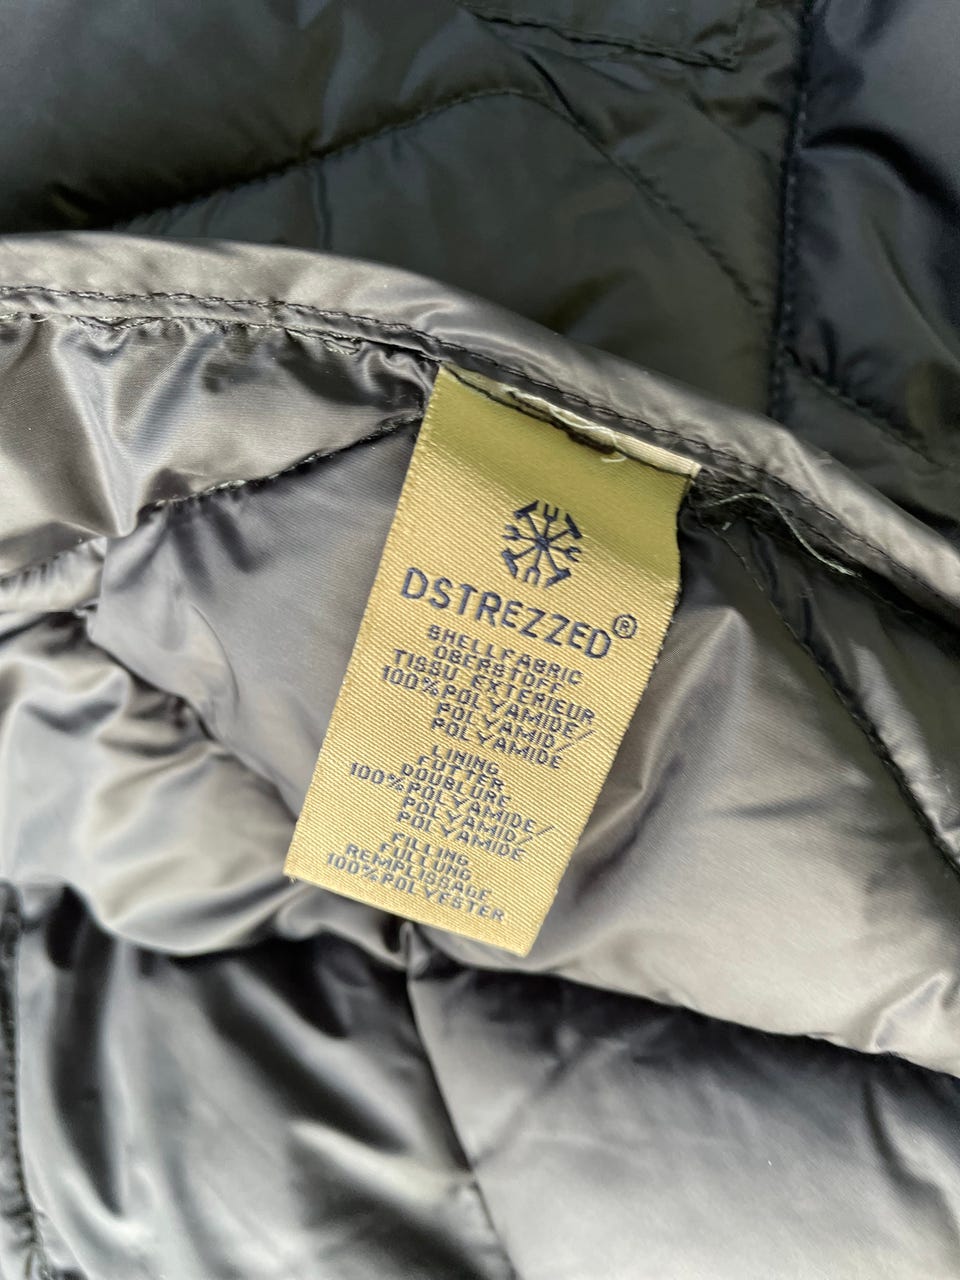 DSTREZZED®
SHELLFABRIC
OBERSTOFF
TISSU EXTERIEUR
100%POLYAMIDE/
POLYAMID/
POLYAMIDE
LINING
FUTTER
DOUBLURE
100%POLYAMIDE/
POLYAMID/
POLYAMIDE
FILLING
FULLUNG
REMPLISSAGE
100%POLYESTER